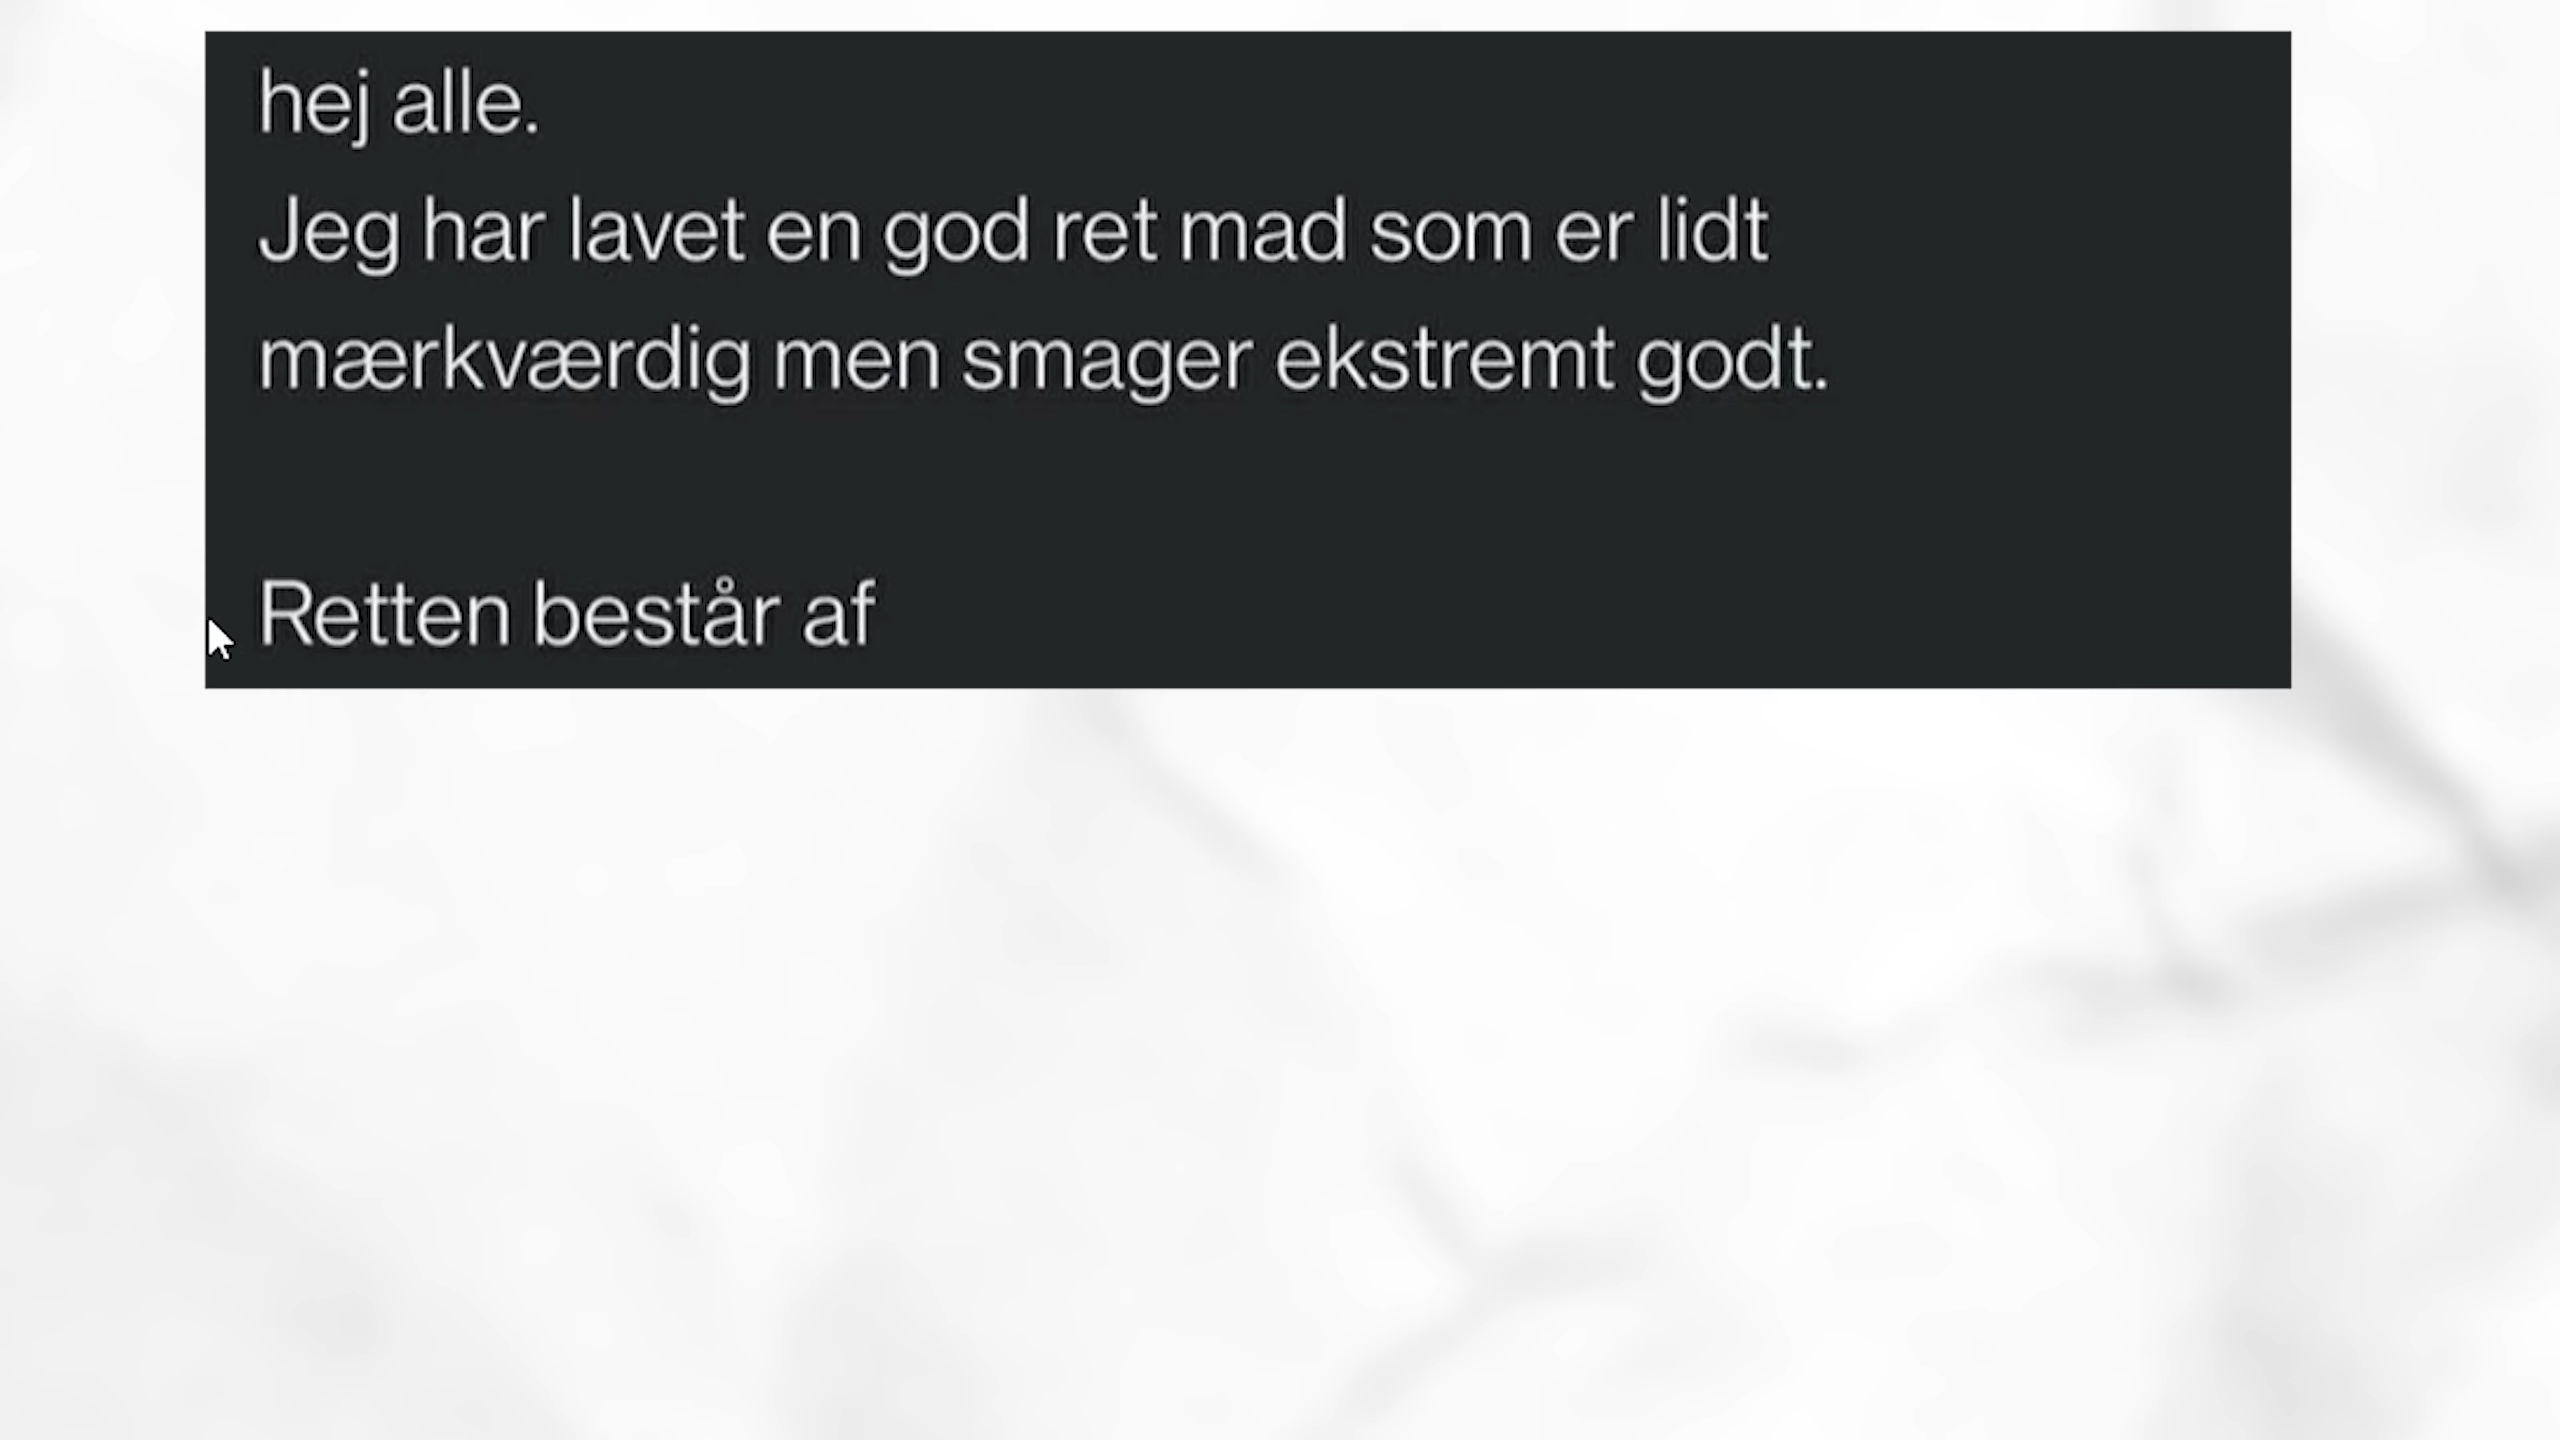 hej alle.
Jeg har lavet en god ret mad som er lidt
mærkværdig men smager ekstremt godt.
Retten består af